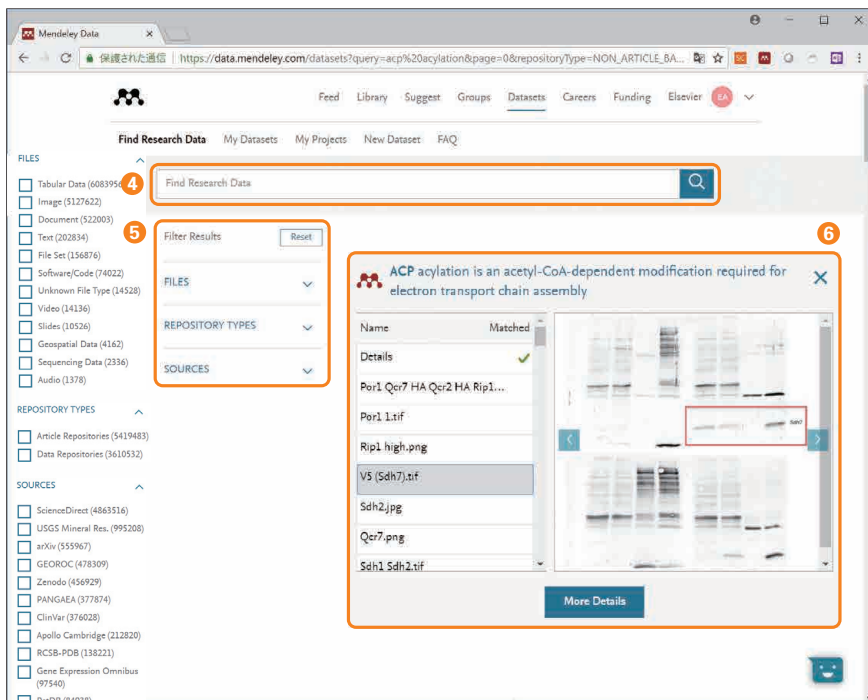 Mendeley Data
保護された通信 | https://data.mendeley.com/datasets?query=acp%20acylation&page=0&repositoryType=NON_ARTICLE_BA...
Feed Library Suggest Groups Datasets Careers Funding Elsevier EA
Find Research Data My Datasets My Projects New Dataset FAQ
FILES
Tabular Data (6083956
Image (5127622)
Document (522003)
Text (202834)
File Set (156876)
Software/Code (74022)
Unknown File Type (14528)
Video (14136)
Slides (10526)
Geospatial Data (4162)
Sequencing Data (2336)
Audio (1378)
REPOSITORY TYPES
Article Repositories (5419483)
Data Repositories (3610532)
SOURCES
ScienceDirect (4863516)
USGS Mineral Res. (995208)
arXiv (555967)
GEOROC (478309)
Zenodo (456929)
PANGAEA (377874)
ClinVar (376028)
Apollo Cambridge (212820)
RCSB-PDB (138221)
Gene Expression Omnibus
(97540)
4
Find Research Data
5
Filter Results Reset
FILES
REPOSITORY TYPES
SOURCES
6
ACP acylation is an acetyl-CoA-dependent modification required for
electron transport chain assembly
Name Matched
Details
Por1 Qcr7 HA Qcr2 HA Rip1...
Por1 1.tif
Rip1 high.png
V5 (Sdh7).tif
Sdh2.jpg
Qcr7.png
Sdh1 Sdh2.tif
More Details